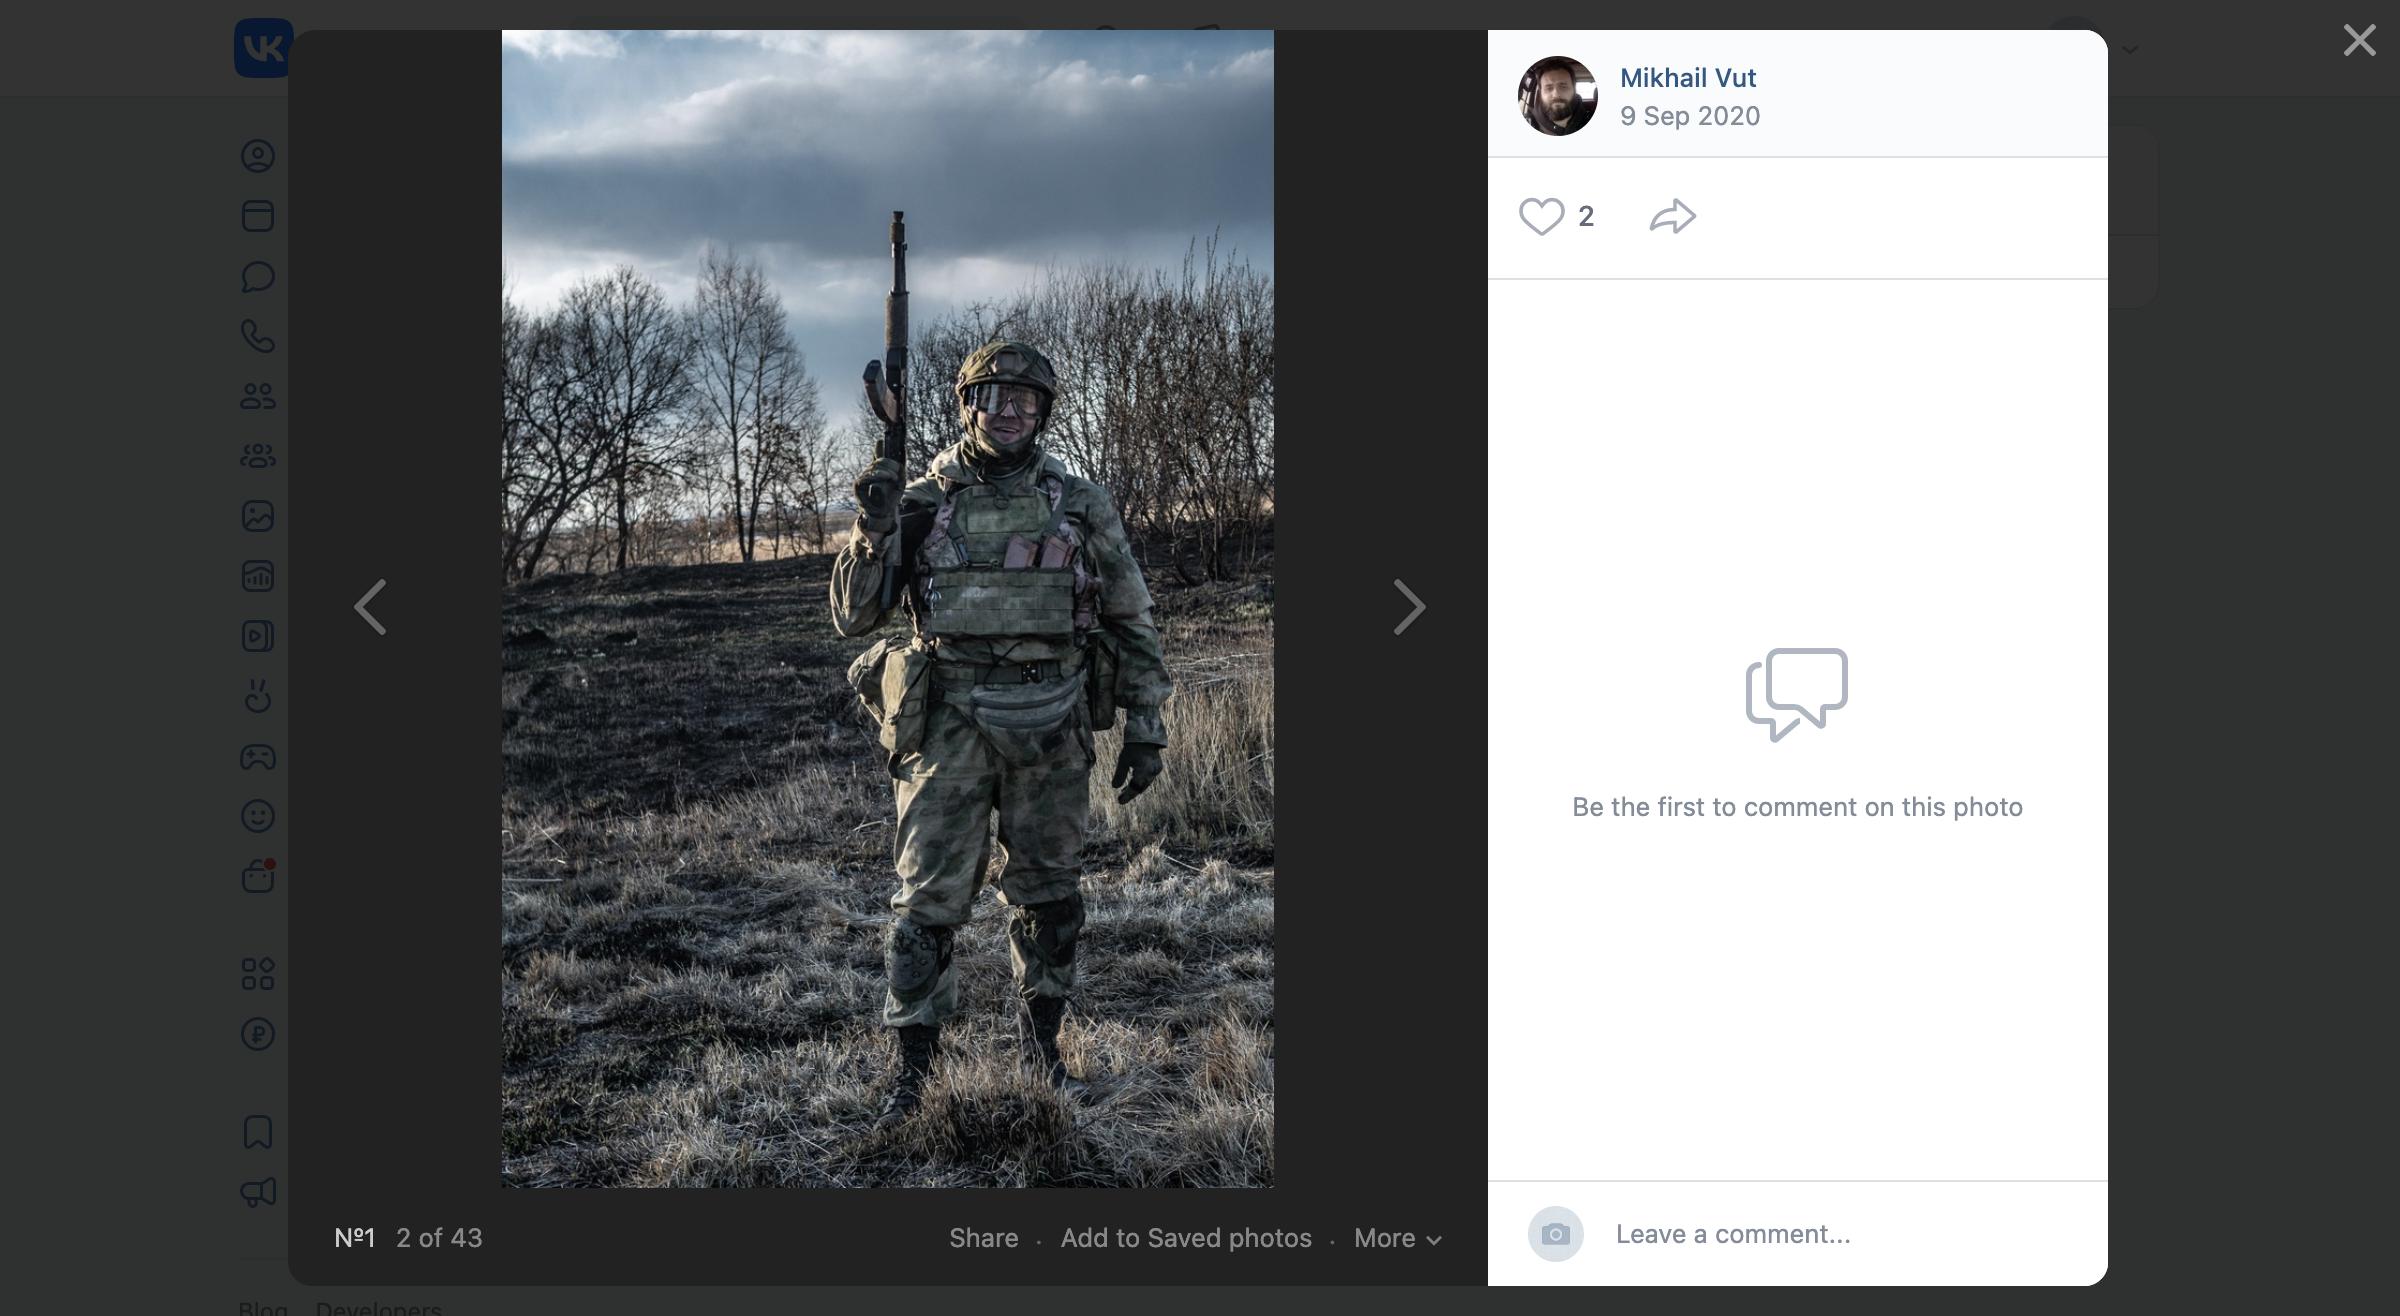 VK
Mikhail Vut
9 Sep 2020
2
Be the first to comment on this photo
№1 2 of 43
Share · Add to Saved photos · More
Leave a comment...
Blog Developers